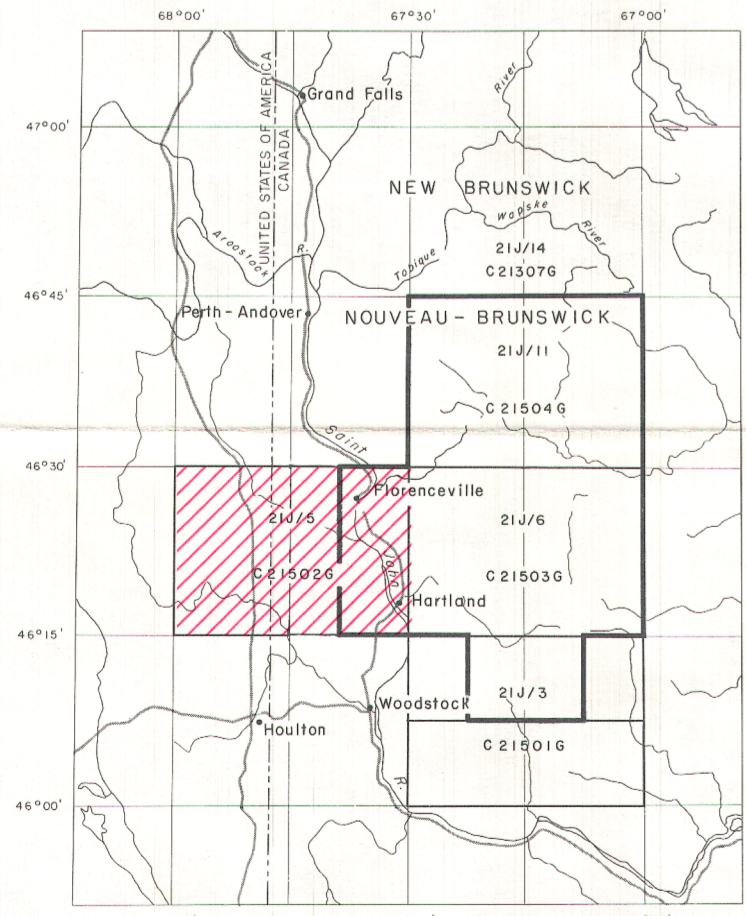 68°00'
67°30'
67°00'
Grand Falls
River
47°00'
UNITED STATES OF AMERICA
CANADA
NEW BRUNSWICK
Wapske
River
Aroostock
R.
Tobique
21J/14
C21307G
46°45'
Perth-Andover
NOUVEAU-BRUNSWICK
21J/11
C21504G
Saint
46°30'
Florenceville
21J/5
21J/6
John
C21502G
C21503G
Hartland
46°15'
21J/3
Woodstock
Houlton
C21501G
R.
46°00'